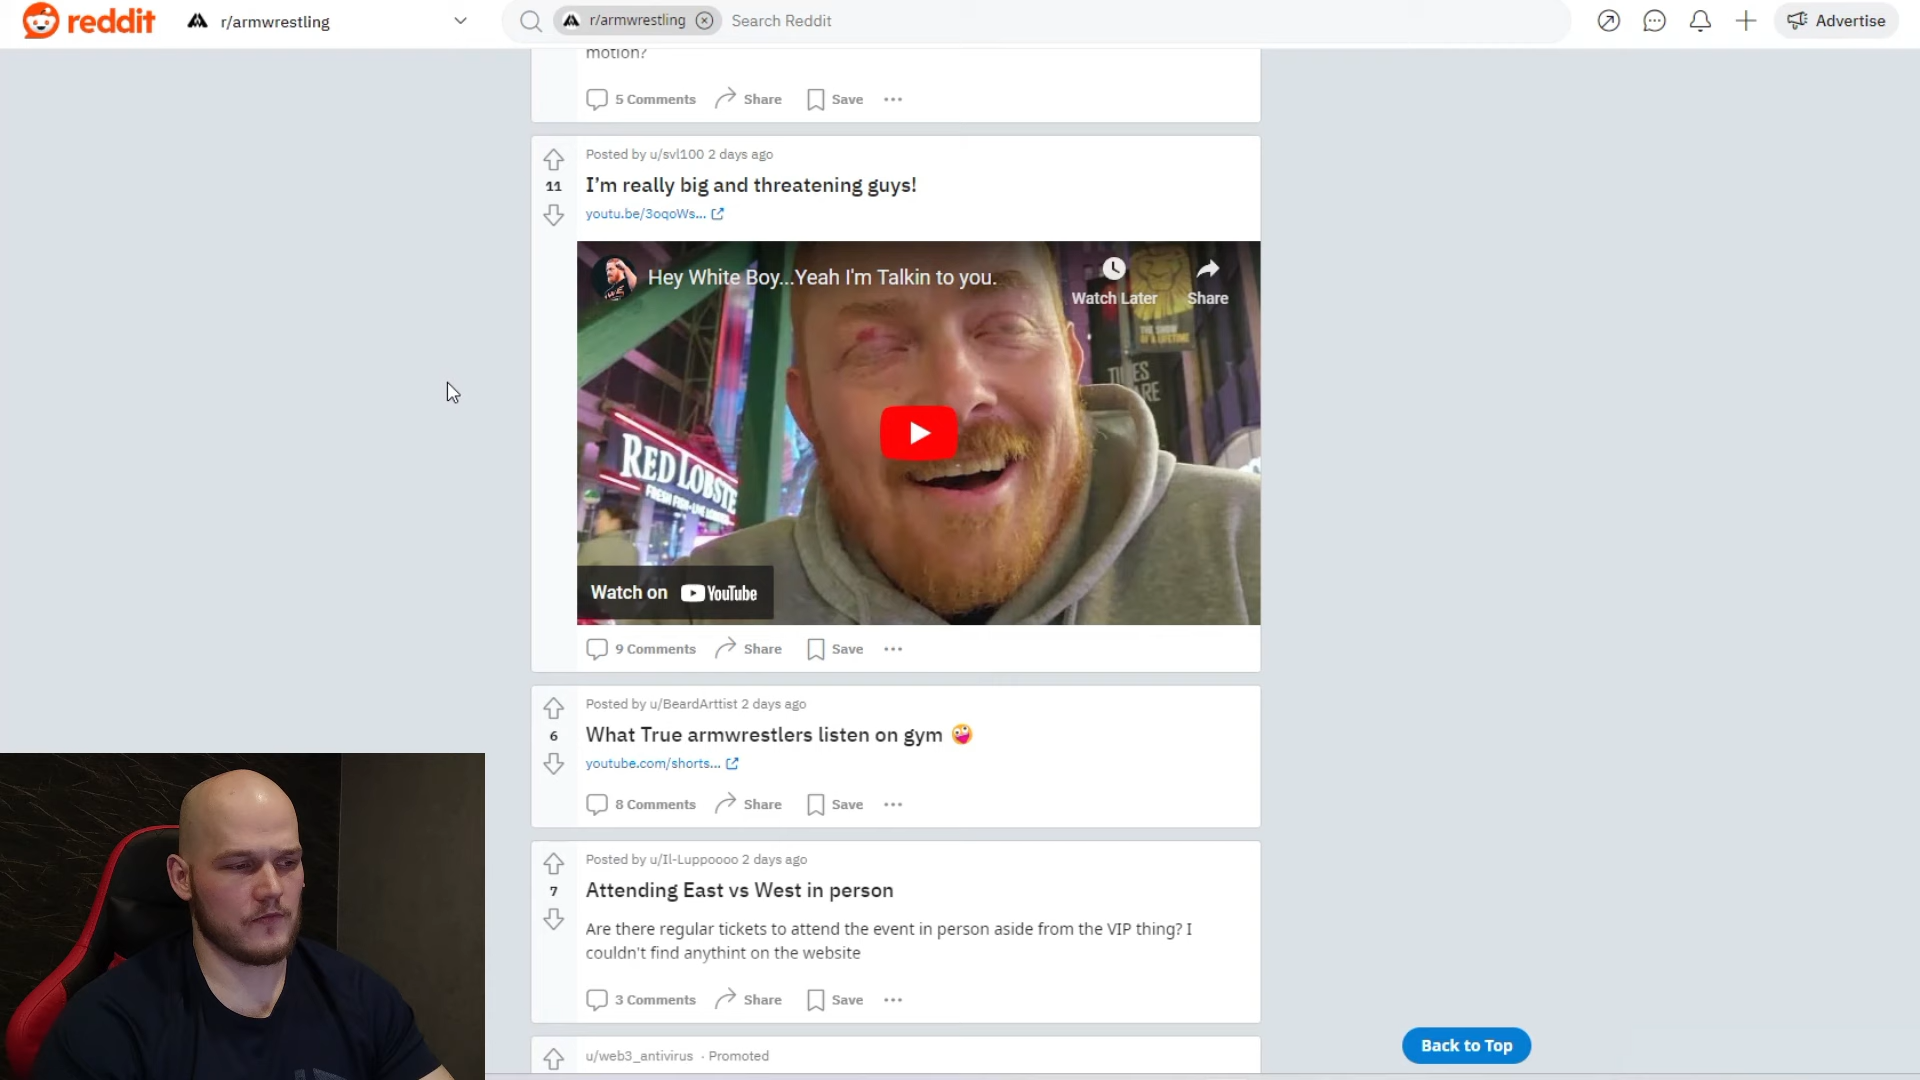 reddit
r/armwrestling
r/armwrestling
Search Reddit
Advertise
motion?
5 Comments
Share
Save
Posted by u/svl100 2 days ago
11
I'm really big and threatening guys!
youtu.be/3oqoWs...
Hey White Boy...Yeah I'm Talkin to you.
Watch Later
Share
RED LOBSTE
Watch on YouTube
9 Comments
Share
Save
Posted by u/BeardArttist 2 days ago
6
What True armwrestlers listen on gym 🤪
youtube.com/shorts...
8 Comments
Share
Save
Posted by u/Il-Luppoooo 2 days ago
7
Attending East vs West in person
Are there regular tickets to attend the event in person aside from the VIP thing? I
couldn't find anythint on the website
3 Comments
Share
Save
u/web3_antivirus · Promoted
Back to Top